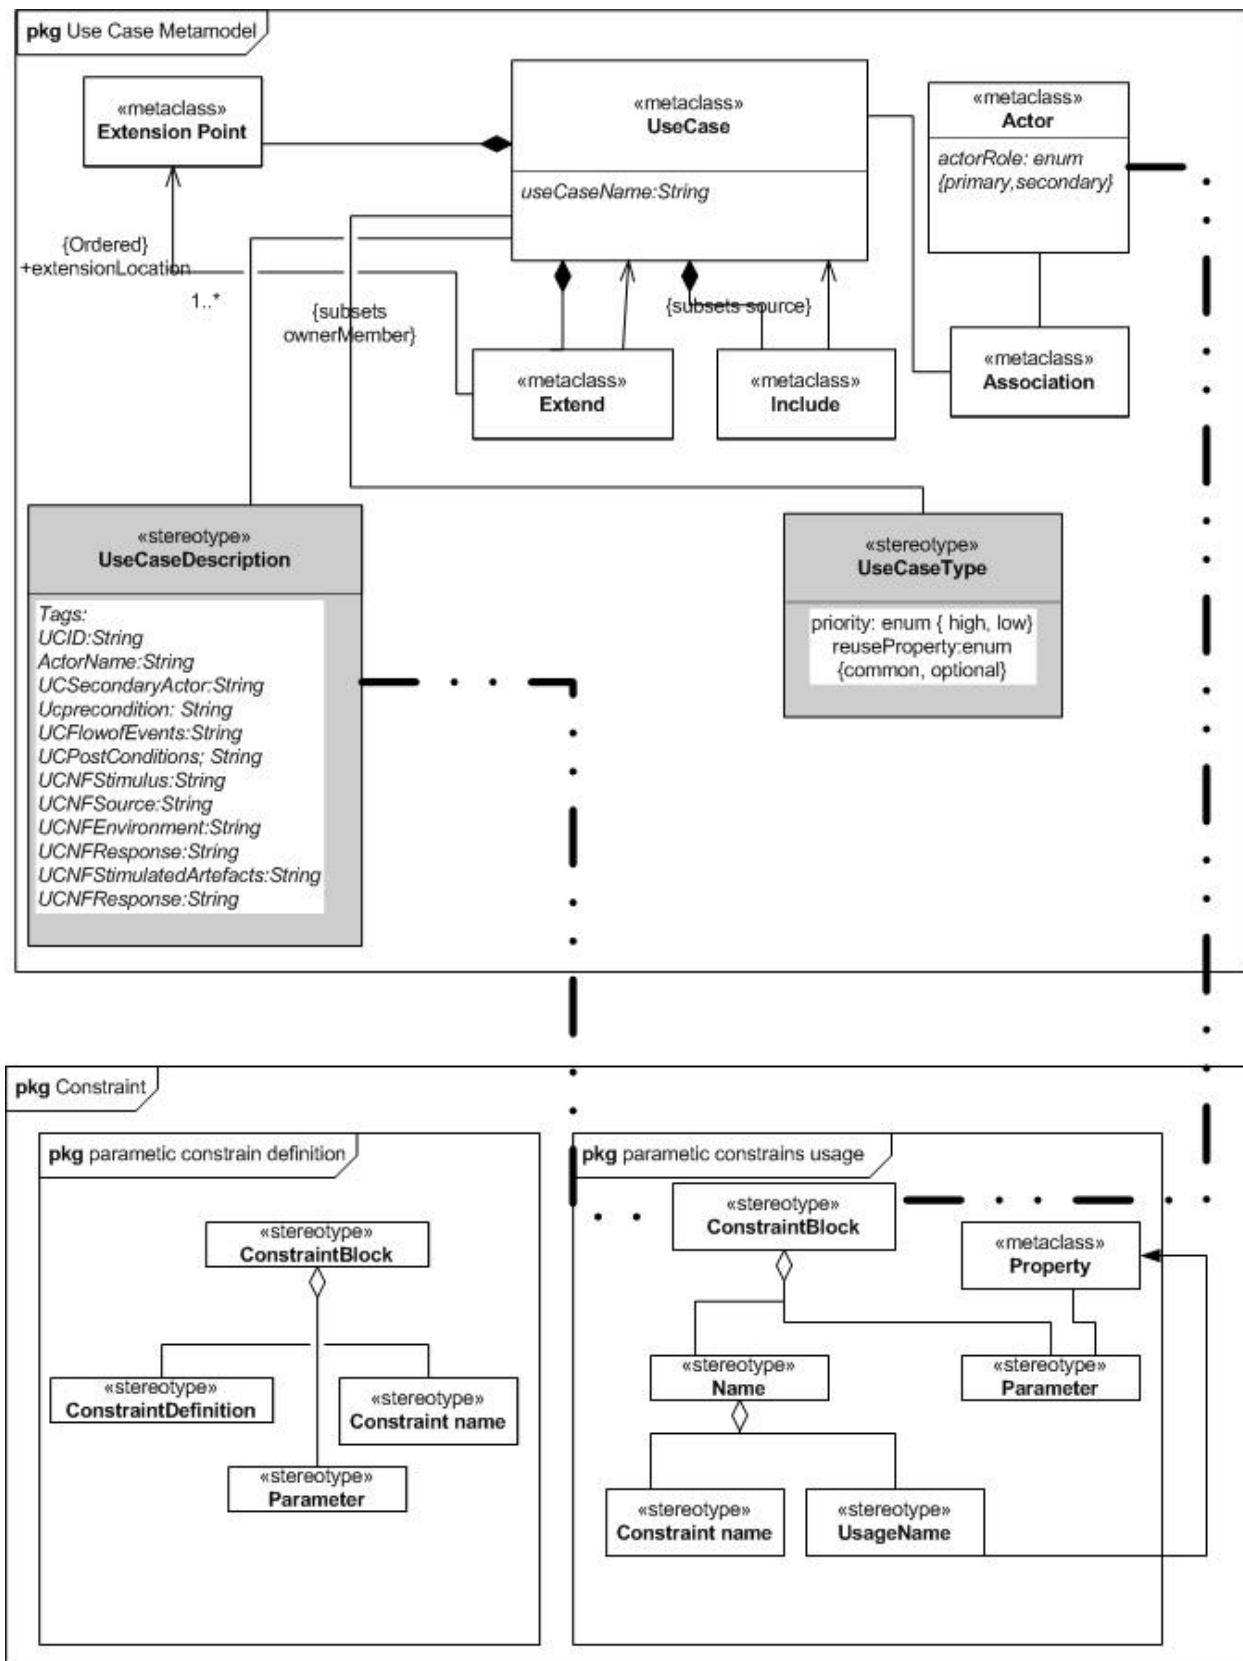 pkg Use Case Metamodel
«metaclass»
Extension Point
«metaclass»
UseCase
useCaseName:String
«metaclass»
Actor
actorRole: enum
{primary,secondary}
{Ordered}
+extensionLocation
1..*
{subsets
ownerMember}
{subsets source}
«metaclass»
Extend
«metaclass»
Include
«metaclass»
Association
«stereotype»
UseCaseDescription
Tags:
UCID:String
ActorName:String
UCSecondaryActor:String
Ucprecondition: String
UCFlowofEvents:String
UCPostConditions; String
UCNFStimulus:String
UCNFSource:String
UCNFEnvironment:String
UCNFResponse:String
UCNFStimulatedArtefacts:String
UCNFResponse:String
«stereotype»
UseCaseType
priority: enum { high, low}
reuseProperty:enum
{common, optional}
pkg Constraint
pkg parametic constrain definition
«stereotype»
ConstraintBlock
«stereotype»
ConstraintDefinition
«stereotype»
Constraint name
«stereotype»
Parameter
pkg parametic constrains usage
«stereotype»
ConstraintBlock
«metaclass»
Property
«stereotype»
Name
«stereotype»
Parameter
«stereotype»
Constraint name
«stereotype»
UsageName